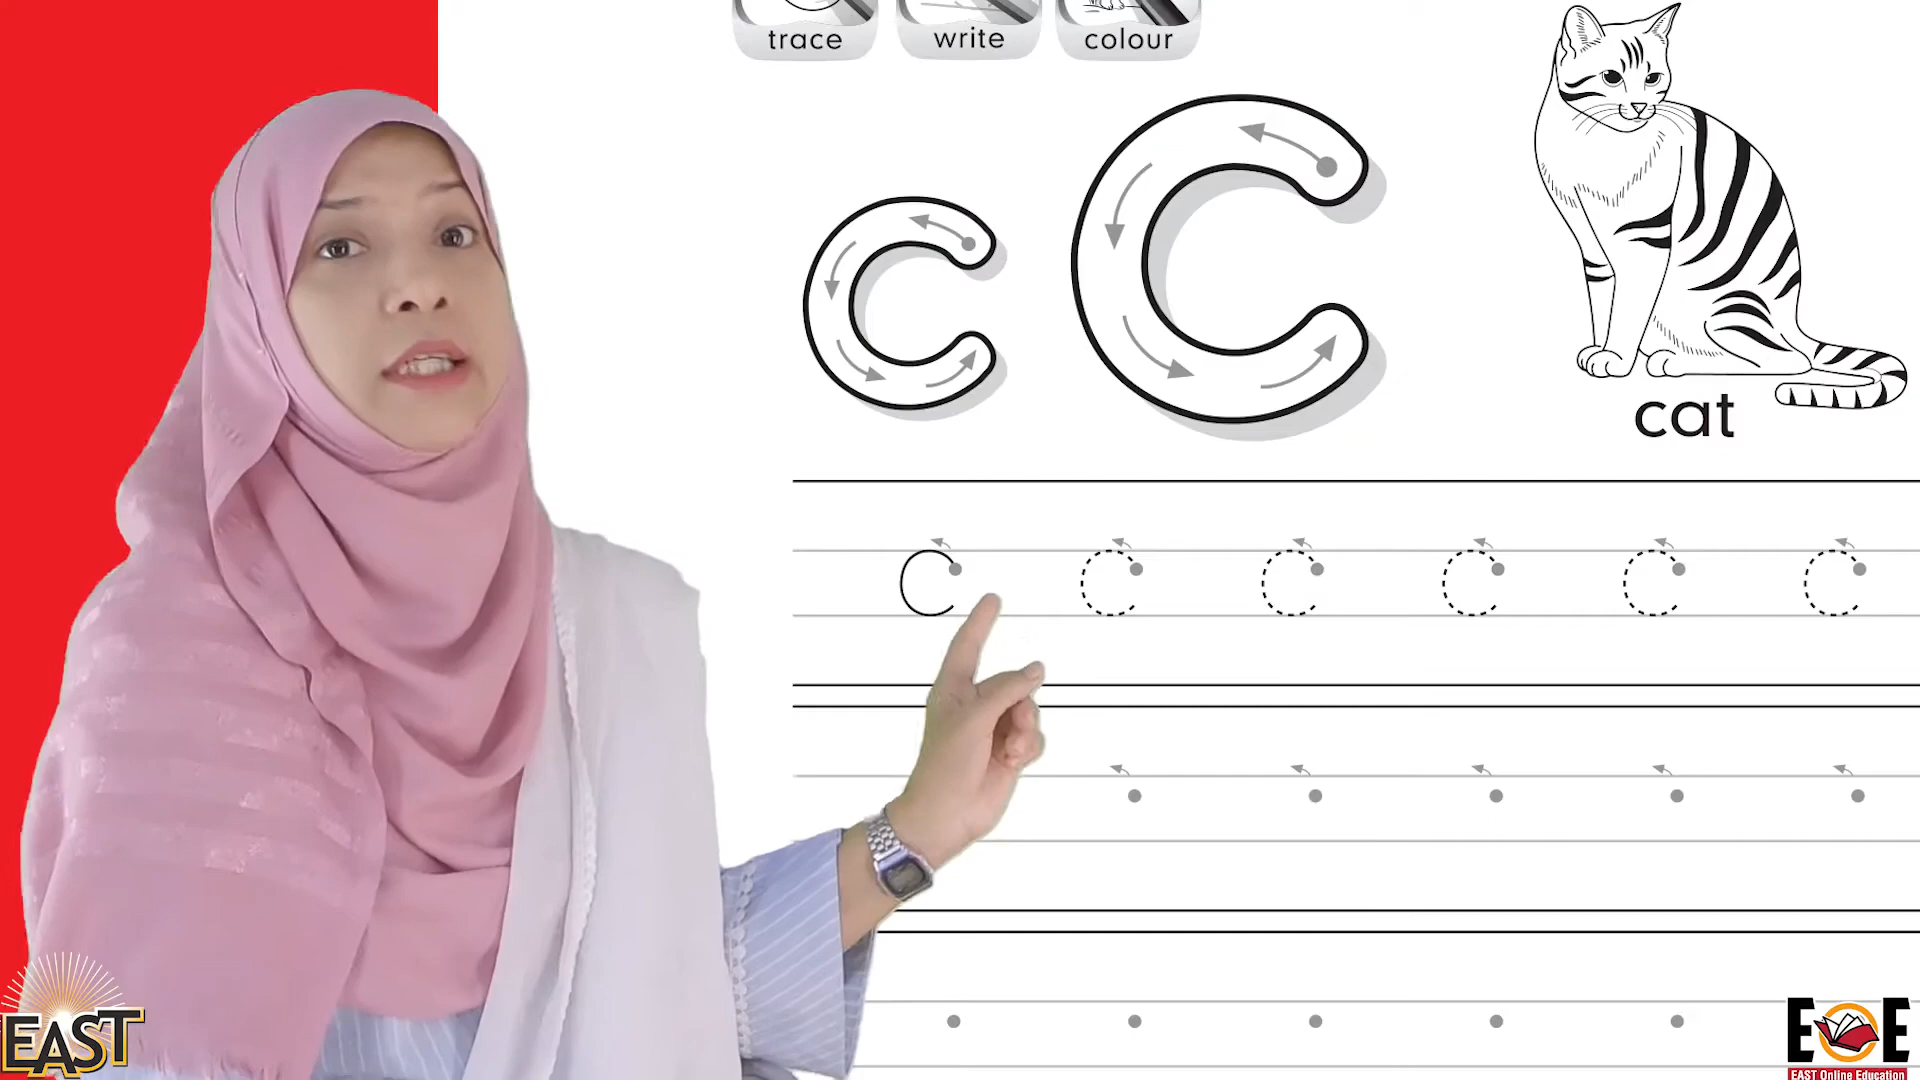 trace write colour
c C
cat
c c c c c c
EAST
EOE
EAST Online Education